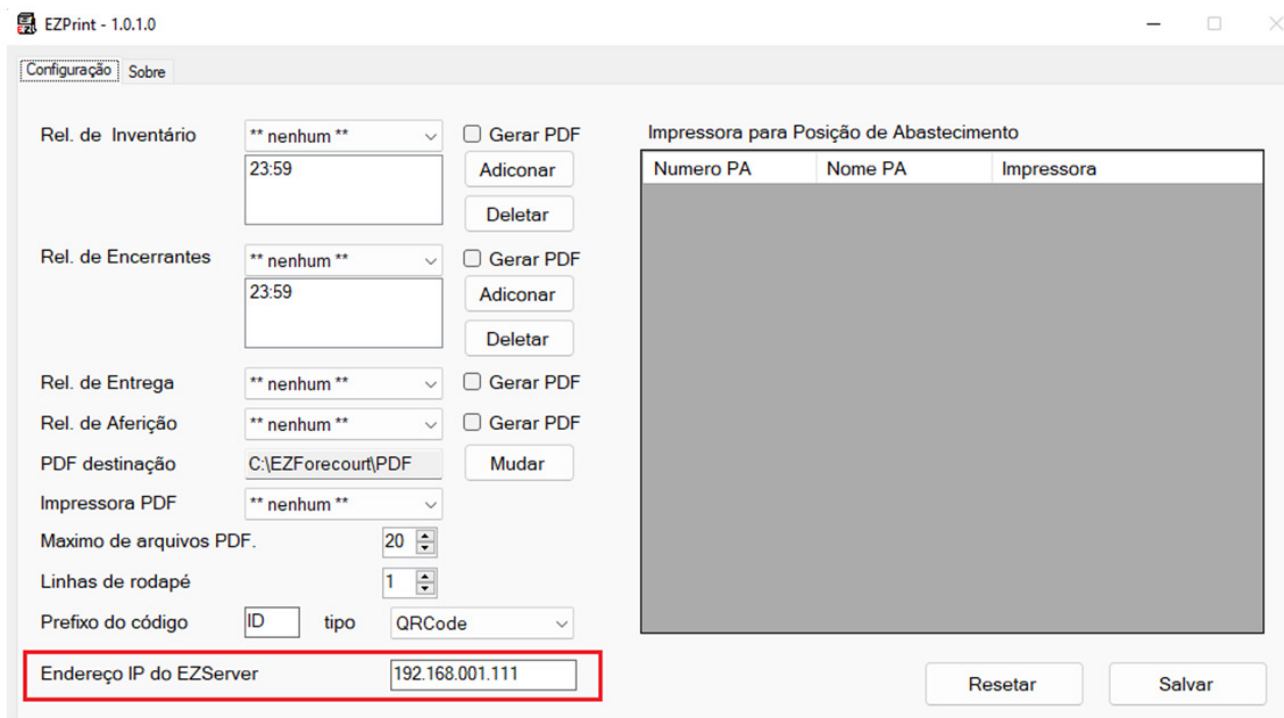 EZPrint - 1.0.1.0
Configuração Sobre
Rel. de Inventário ** nenhum ** Gerar PDF
23:59
Adiconar
Deletar
Rel. de Encerrantes ** nenhum ** Gerar PDF
23:59
Adiconar
Deletar
Rel. de Entrega ** nenhum ** Gerar PDF
Rel. de Aferição ** nenhum ** Gerar PDF
PDF destinação C:\EZForecourt\PDF Mudar
Impressora PDF ** nenhum **
Maximo de arquivos PDF. 20
Linhas de rodapé 1
Prefixo do código ID tipo QRCode
Endereço IP do EZServer 192.168.001.111
Impressora para Posição de Abastecimento
Numero PA Nome PA Impressora
Resetar Salvar